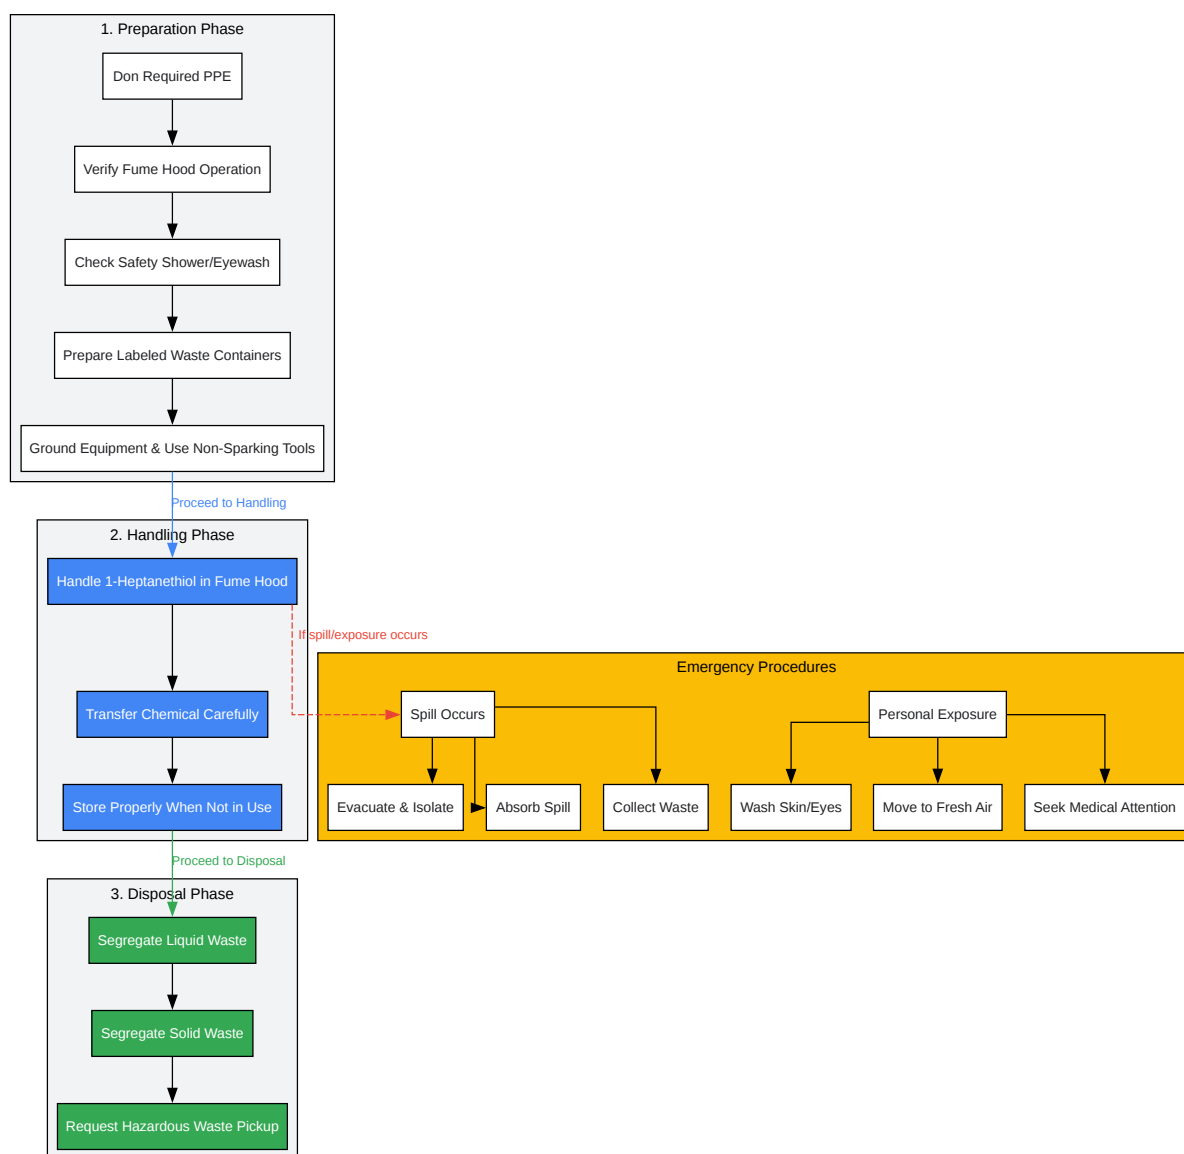 1. Preparation Phase
Don Required PPE
Verify Fume Hood Operation
Check Safety Shower/Eyewash
Prepare Labeled Waste Containers
Ground Equipment & Use Non-Sparking Tools
Proceed to Handling
2. Handling Phase
Handle 1-Heptanethiol in Fume Hood
If spill/exposure occurs
Transfer Chemical Carefully
Store Properly When Not in Use
Emergency Procedures
Spill Occurs
Personal Exposure
Evacuate & Isolate
Absorb Spill
Collect Waste
Wash Skin/Eyes
Move to Fresh Air
Seek Medical Attention
Proceed to Disposal
3. Disposal Phase
Segregate Liquid Waste
Segregate Solid Waste
Request Hazardous Waste Pickup